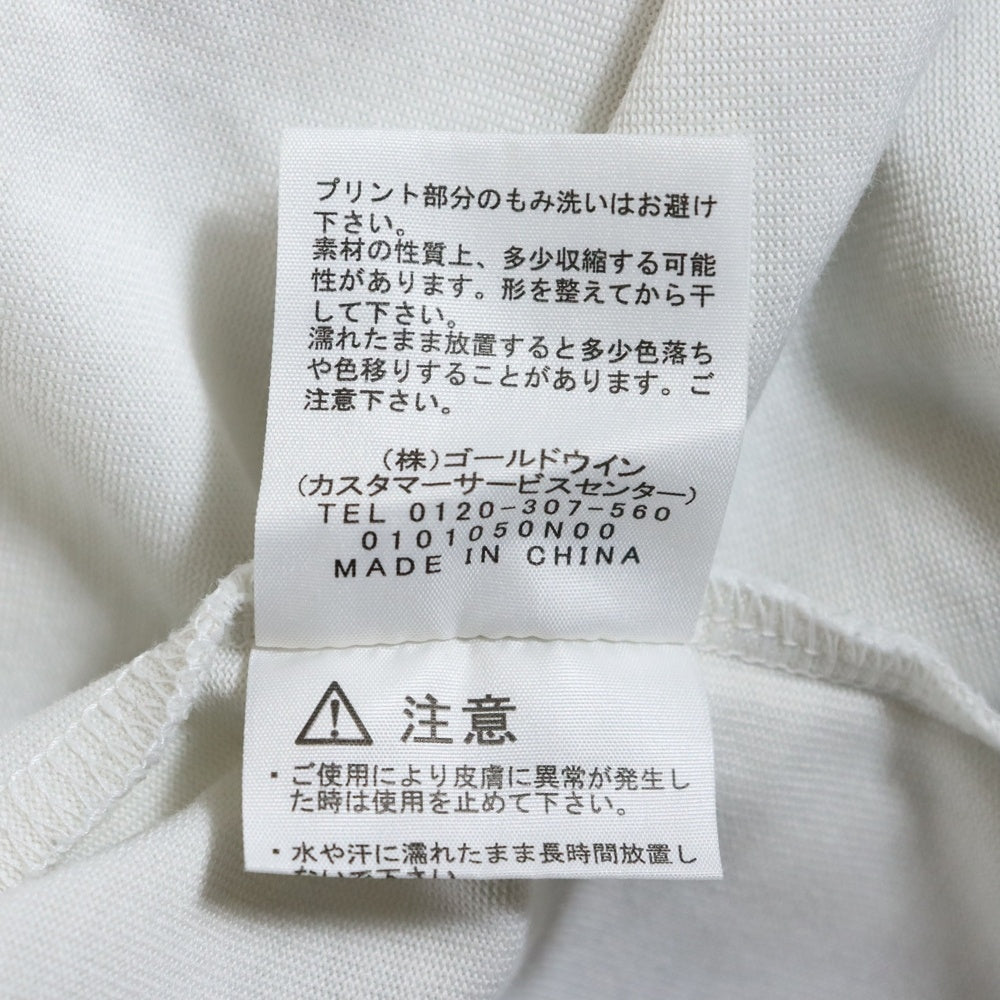 プリント部分のもみ洗いはお避け
下さい。
素材の性質上、多少収縮する可能
性があります。形を整えてから干
して下さい。
濡れたまま放置すると多少色落ち
や色移りすることがあります。ご
注意下さい。
(株)ゴールドウイン
(カスタマーサービスセンター)
TEL 0120-307-560
0101050N00
MADE IN CHINA
注意
・ご使用により皮膚に異常が発生し
た時は使用を止めて下さい。
・水や汗に濡れたまま長時間放置し
ないで下さい。